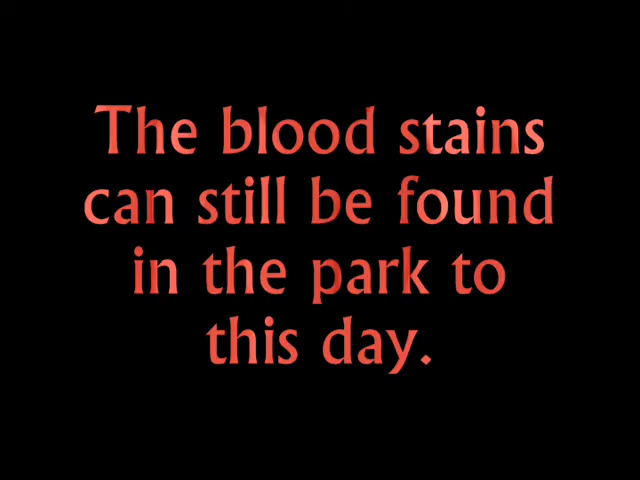 The blood stains
can still be found
in the park to
this day.